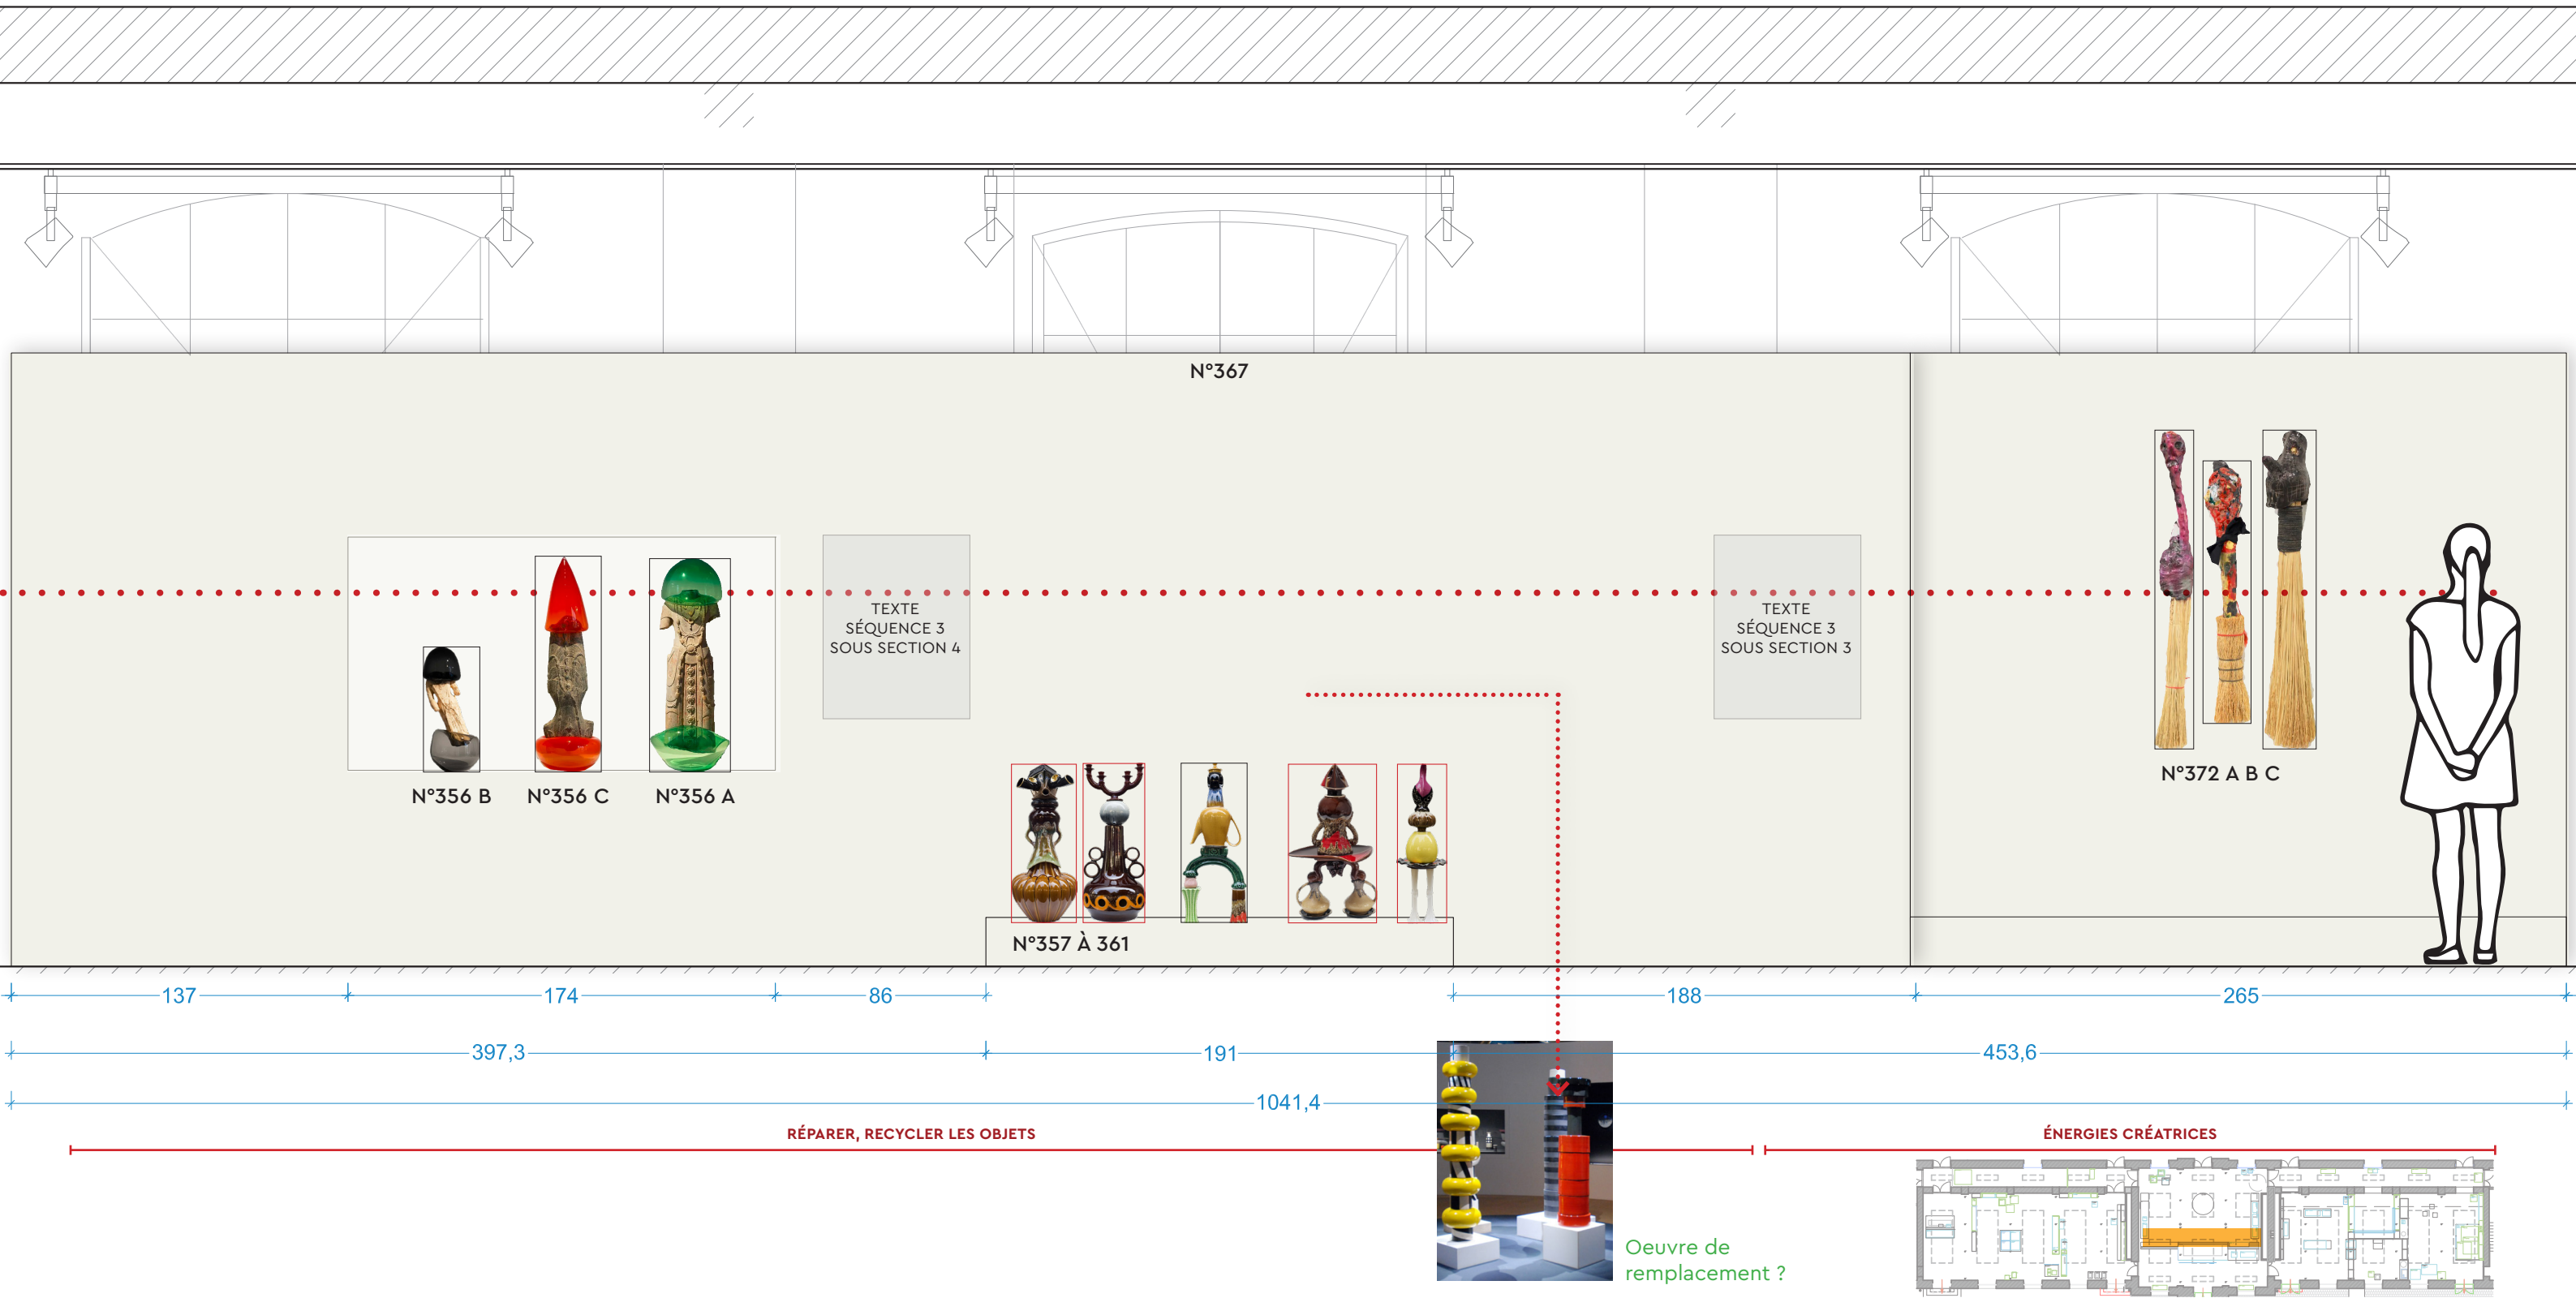 N°367
TEXTE
SÉQUENCE 3
SOUS SECTION 4
TEXTE
SÉQUENCE 3
SOUS SECTION 3
N°372 A B C
N°356 B
N°356 C
N°356 A
N°357 À 361
137
174
86
188
265
397,3
191
453,6
1041,4
RÉPARER, RECYCLER LES OBJETS
ÉNERGIES CRÉATRICES
Oeuvre de
remplacement ?